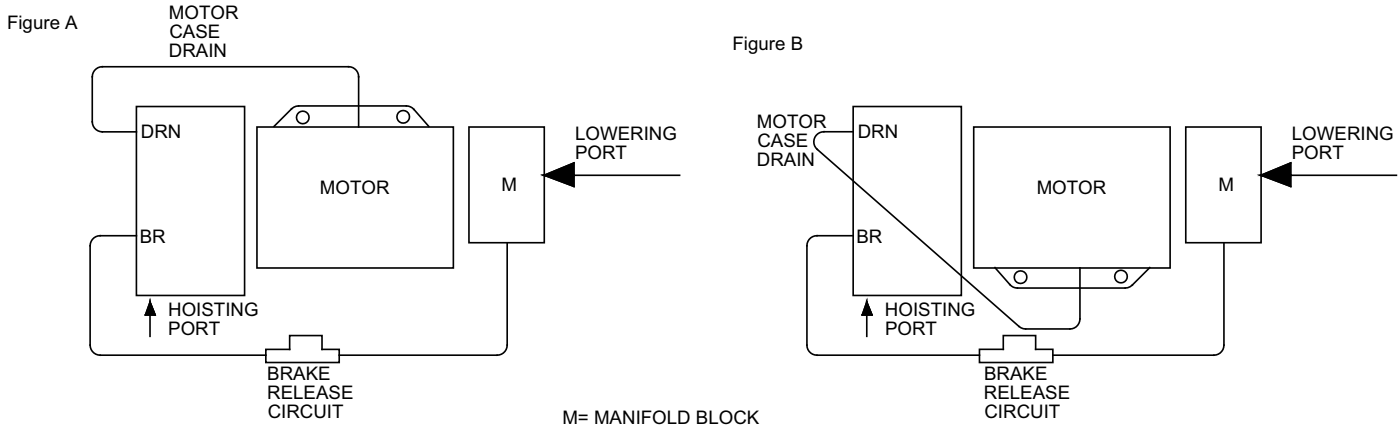 Figure A
MOTOR
CASE
DRAIN
DRN
MOTOR
M
LOWERING
PORT
BR
HOISTING
PORT
BRAKE
RELEASE
CIRCUIT
Figure B
MOTOR
CASE
DRAIN
DRN
MOTOR
M
LOWERING
PORT
BR
HOISTING
PORT
BRAKE
RELEASE
CIRCUIT
M= MANIFOLD BLOCK